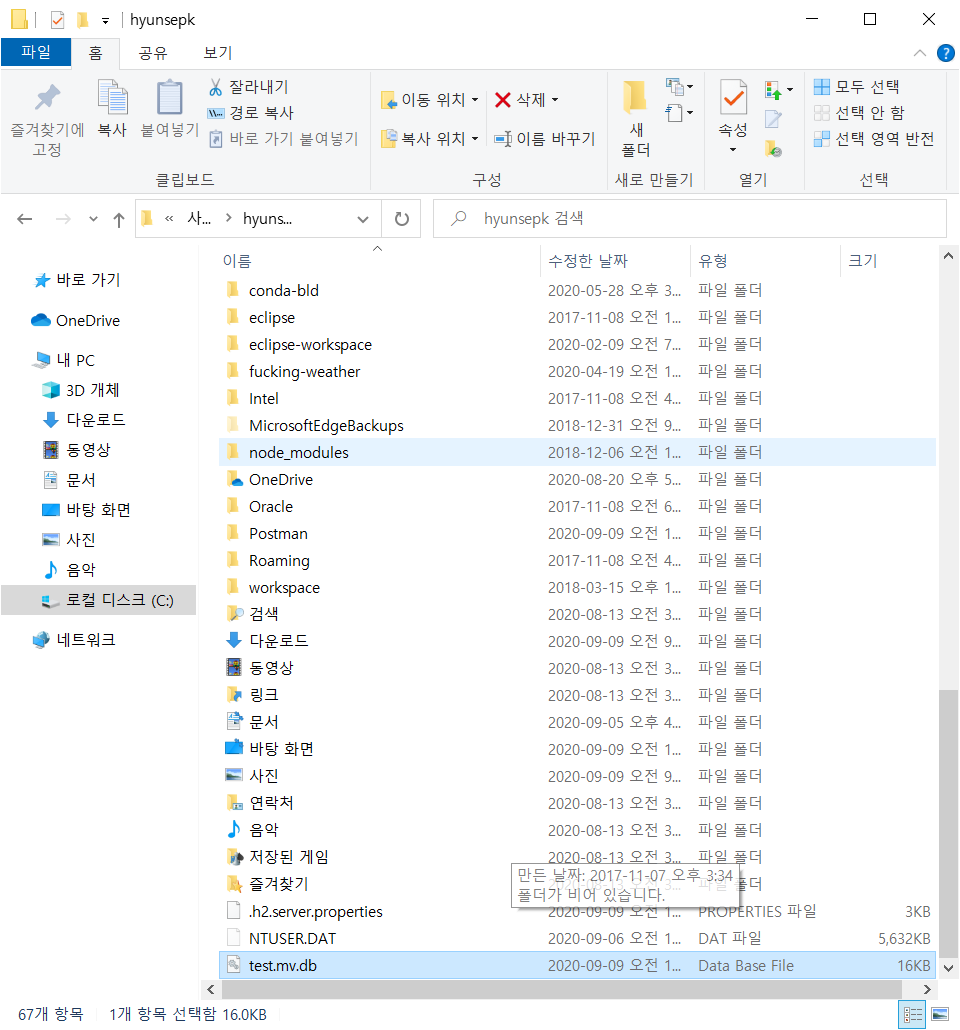 hyunsepk
파일 홈 공유 보기
즐겨찾기에 고정
복사
붙여넣기
잘라내기
경로 복사
바로 가기 붙여넣기
클립보드
이동 위치
복사 위치
삭제
이름 바꾸기
구성
새 폴더
새로 만들기
속성
열기
모두 선택
선택 안 함
선택 영역 반전
선택
« 사... > hyuns...
hyunsepk 검색
바로 가기
OneDrive
내 PC
3D 개체
다운로드
동영상
문서
바탕 화면
사진
음악
로컬 디스크 (C:)
네트워크
이름 수정한 날짜 유형 크기
conda-bld 2020-05-28 오후 3... 파일 폴더
eclipse 2017-11-08 오전 1... 파일 폴더
eclipse-workspace 2020-02-09 오전 7... 파일 폴더
fucking-weather 2020-04-19 오전 1... 파일 폴더
Intel 2017-11-08 오전 4... 파일 폴더
MicrosoftEdgeBackups 2018-12-31 오전 9... 파일 폴더
node_modules 2018-12-06 오전 1... 파일 폴더
OneDrive 2020-08-20 오후 5... 파일 폴더
Oracle 2017-11-08 오전 6... 파일 폴더
Postman 2020-09-09 오전 1... 파일 폴더
Roaming 2017-11-08 오전 4... 파일 폴더
workspace 2018-03-15 오후 1... 파일 폴더
검색 2020-08-13 오전 3... 파일 폴더
다운로드 2020-09-09 오전 9... 파일 폴더
동영상 2020-08-13 오전 3... 파일 폴더
링크 2020-08-13 오전 3... 파일 폴더
문서 2020-09-05 오후 4... 파일 폴더
바탕 화면 2020-09-09 오전 1... 파일 폴더
사진 2020-09-09 오전 9... 파일 폴더
연락처 2020-08-13 오전 3... 파일 폴더
음악 2020-08-13 오전 3... 파일 폴더
저장된 게임 2020-08-13 오전 3... 파일 폴더
만든 날짜: 2017-11-07 오후 3:34
폴더가 비어 있습니다.
즐겨찾기 2020-08-13 오전 3... 파일 폴더
.h2.server.properties 2020-09-09 오전 1... PROPERTIES 파일 3KB
NTUSER.DAT 2020-09-06 오전 1... DAT 파일 5,632KB
test.mv.db 2020-09-09 오전 1... Data Base File 16KB
67개 항목 1개 항목 선택함 16.0KB